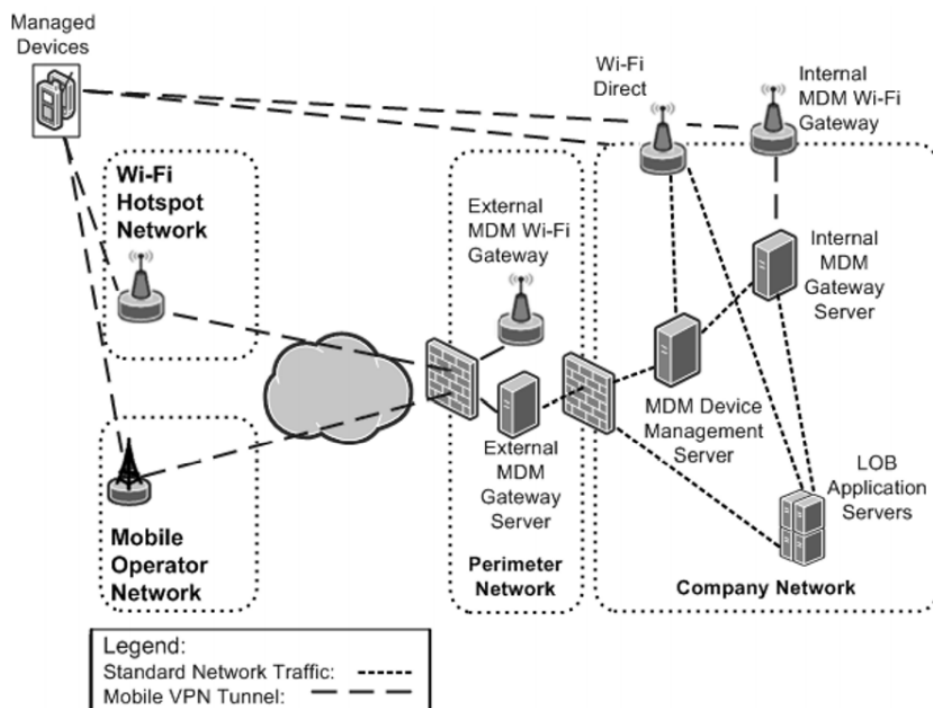 Managed
Devices
Wi-Fi
Direct
Internal
MDM Wi-Fi
Gateway
Wi-Fi
Hotspot
Network
External
MDM Wi-Fi
Gateway
Internal
MDM
Gateway
Server
MDM Device
Management
Server
External
MDM
Gateway
Server
LOB
Application
Servers
Mobile
Operator
Network
Perimeter
Network
Company Network
Legend:
Standard Network Traffic:
Mobile VPN Tunnel: